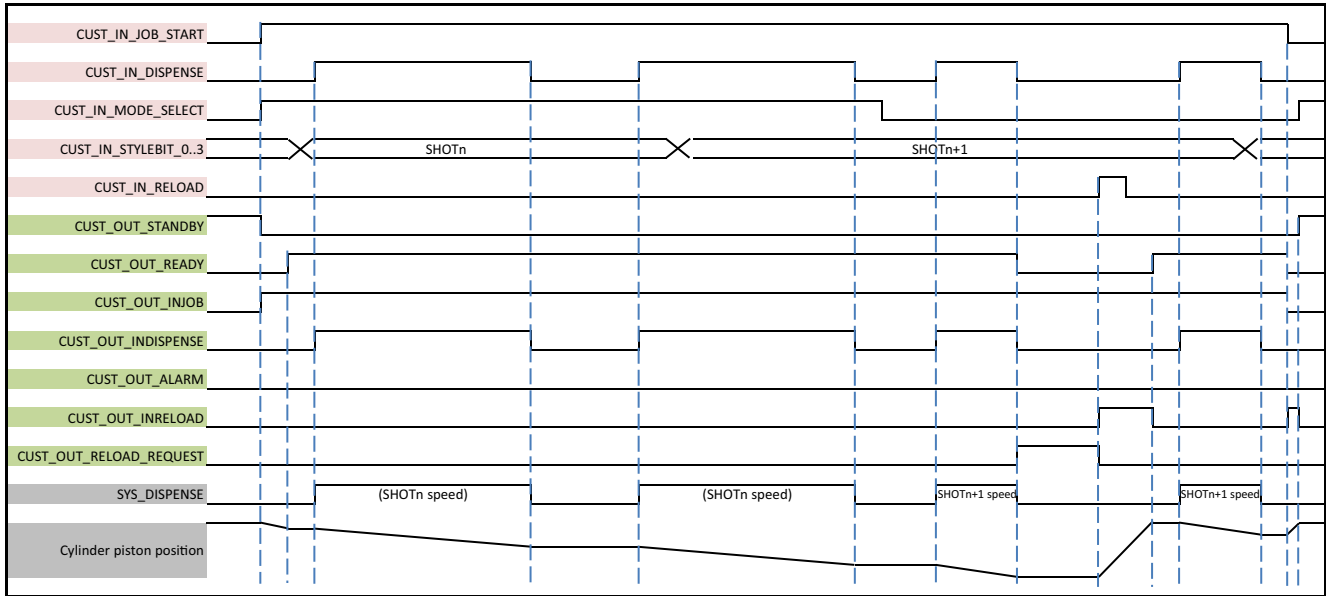 CUST_IN_JOB_START
CUST_IN_DISPENSE
CUST_IN_MODE_SELECT
CUST_IN_STYLEBIT_0..3
SHOTn
SHOTn+1
CUST_IN_RELOAD
CUST_OUT_STANDBY
CUST_OUT_READY
CUST_OUT_INJOB
CUST_OUT_INDISPENSE
CUST_OUT_ALARM
CUST_OUT_INRELOAD
CUST_OUT_RELOAD_REQUEST
SYS_DISPENSE
(SHOTn speed)
(SHOTn speed)
SHOTn+1 speed
SHOTn+1 speed
Cylinder piston position